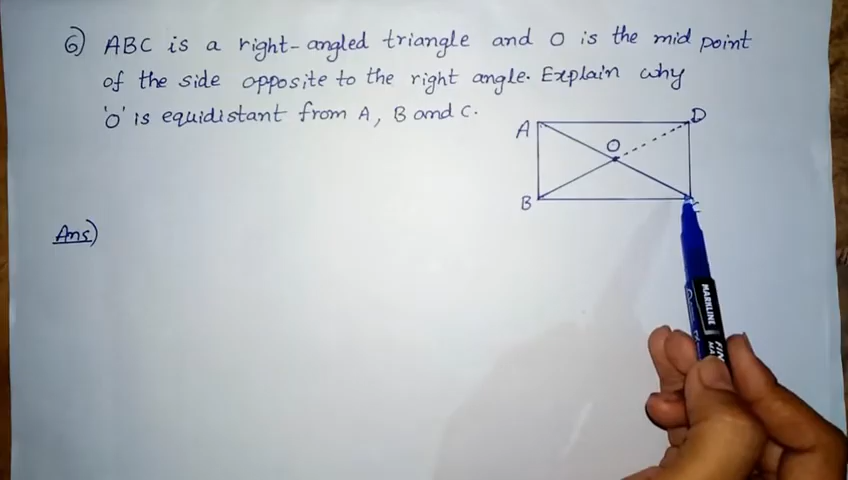 6) ABC is a right-angled triangle and O is the mid point
of the side opposite to the right angle. Explain why
'O' is equidistant from A, B and C.
A
D
O
B
Ans)
MARKLINE